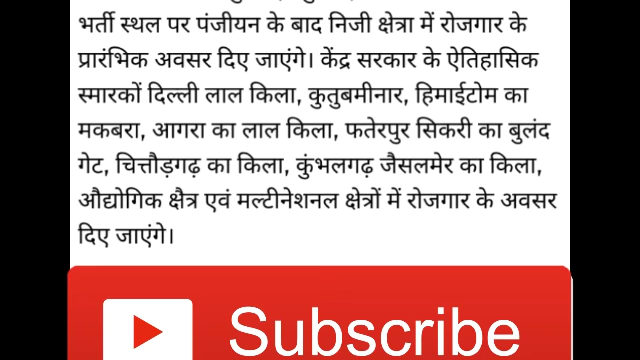 भर्ती स्थल पर पंजीयन के बाद निजी क्षेत्रा में रोजगार के
प्रारंभिक अवसर दिए जाएंगे। केंद्र सरकार के ऐतिहासिक
स्मारकों दिल्ली लाल किला, कुतुबमीनार, हिमाईटोम का
मकबरा, आगरा का लाल किला, फतेरपुर सिकरी का बुलंद
गेट, चित्तौड़गढ़ का किला, कुंभलगढ़ जैसलमेर का किला,
औद्योगिक क्षैत्र एवं मल्टीनेशनल क्षेत्रों में रोजगार के अवसर
दिए जाएंगे।
Subscribe